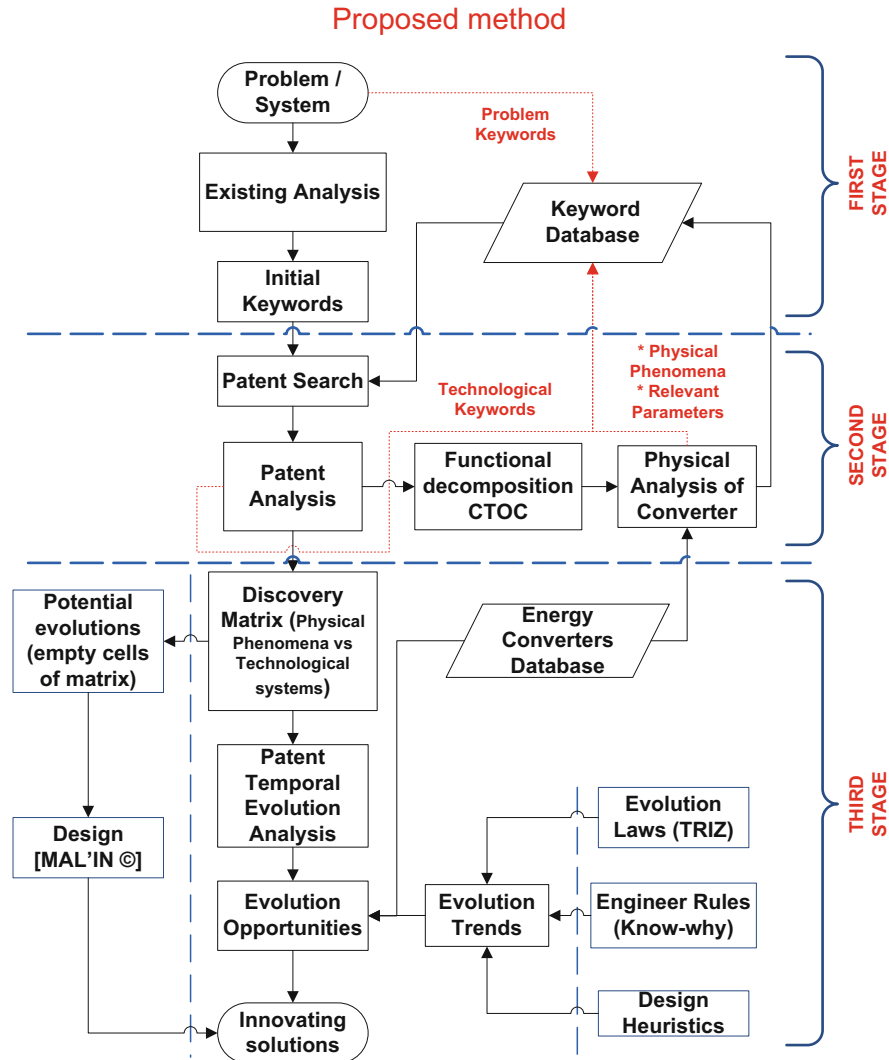 Proposed method
Problem /
System
Problem
Keywords
Existing Analysis
Keyword
Database
Initial
Keywords
FIRST
STAGE
Patent Search
Technological
Keywords
* Physical
Phenomena
* Relevant
Parameters
Patent
Analysis
Functional
decomposition
CTOC
Physical
Analysis of
Converter
SECOND
STAGE
Potential
evolutions
(empty cells
of matrix)
Discovery
Matrix (Physical
Phenomena vs
Technological
systems)
Energy
Converters
Database
Patent
Temporal
Evolution
Analysis
Design
[MAL'IN ©]
Evolution
Opportunities
Evolution
Trends
Evolution
Laws (TRIZ)
Engineer Rules
(Know-why)
Design
Heuristics
Innovating
solutions
THIRD
STAGE